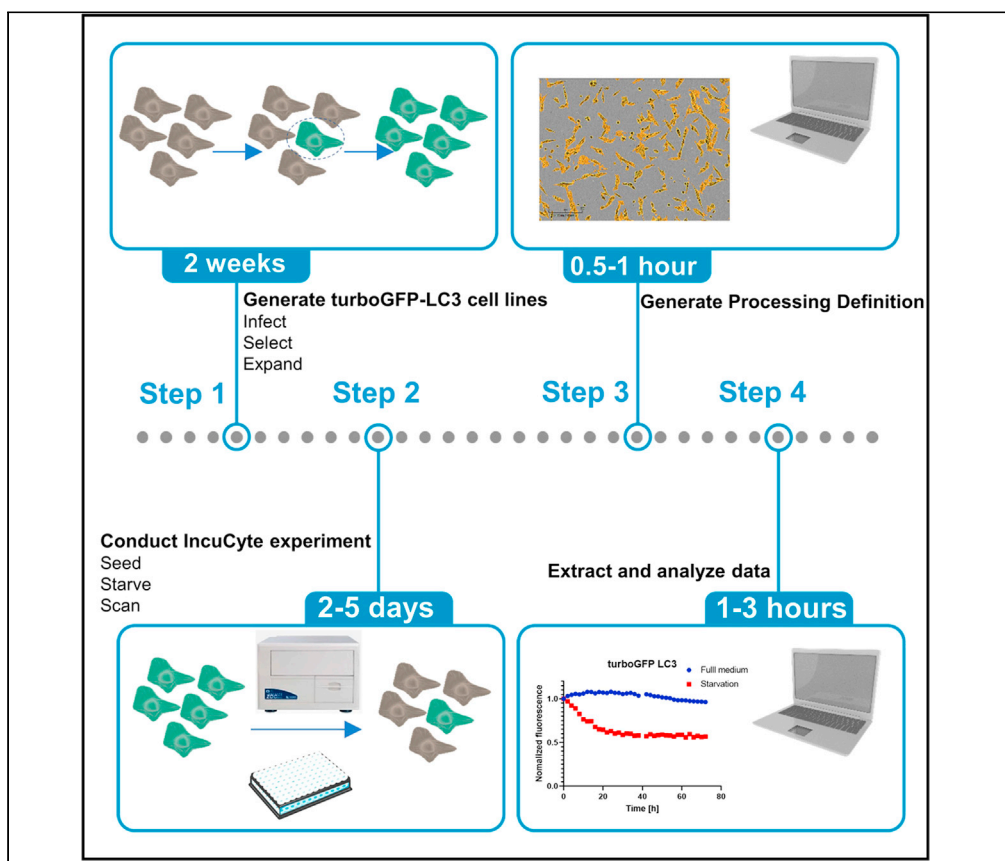 2 weeks
Generate turboGFP-LC3 cell lines
Infect
Select
Expand
0.5-1 hour
Generate Processing Definition
Step 1
Step 2
Step 3
Step 4
Conduct IncuCyte experiment
Seed
Starve
Scan
2-5 days
Extract and analyze data
1-3 hours
turboGFP LC3
Fulll medium
Starvation
Nomalized fluorescence
1.0
0.5
0.0
0 20 40 60 80
Time [h]